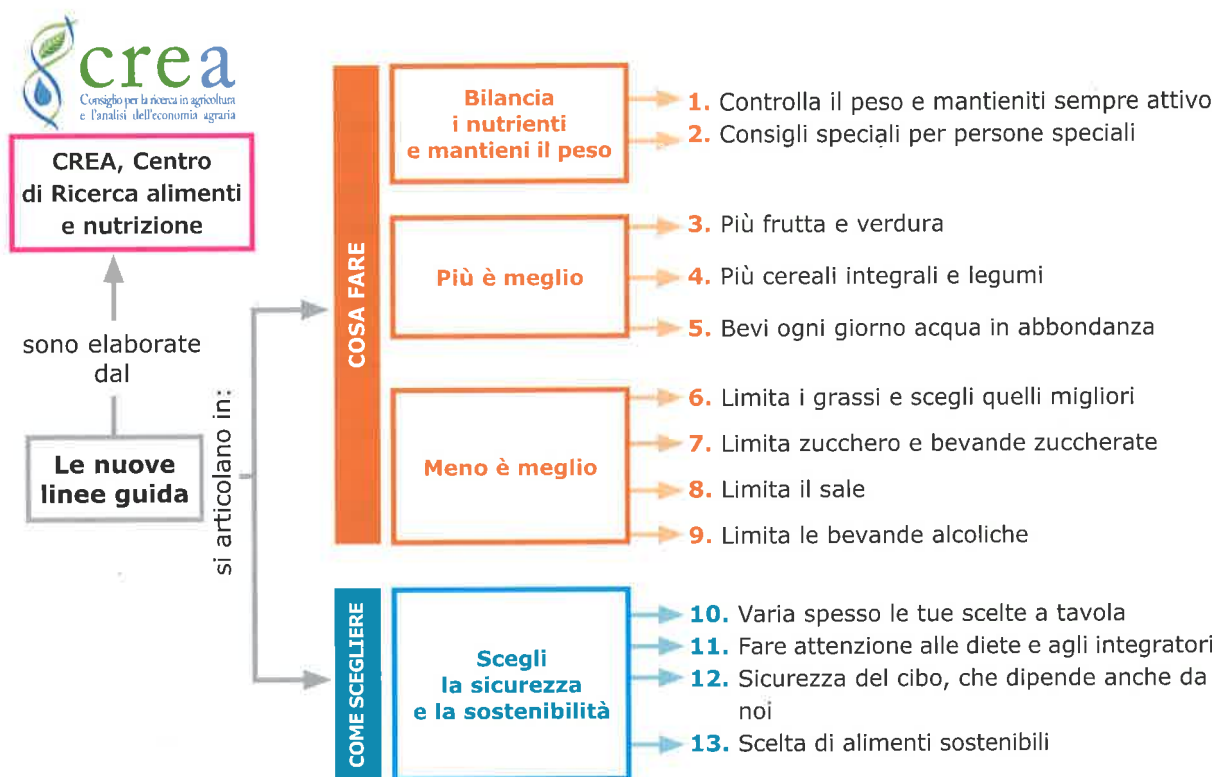 crea
Consiglio per la ricerca in agricoltura
e l'analisi dell'economia agraria
CREA, Centro
di Ricerca alimenti
e nutrizione
sono elaborate
dal
Le nuove
linee guida
si articolano in:
COSA FARE
Bilancia
i nutrienti
e mantieni il peso
1. Controlla il peso e mantieniti sempre attivo
2. Consigli speciali per persone speciali
Più è meglio
3. Più frutta e verdura
4. Più cereali integrali e legumi
5. Bevi ogni giorno acqua in abbondanza
Meno è meglio
6. Limita i grassi e scegli quelli migliori
7. Limita zucchero e bevande zuccherate
8. Limita il sale
9. Limita le bevande alcoliche
COME SCEGLIERE
Scegli
la sicurezza
e la sostenibilità
10. Varia spesso le tue scelte a tavola
11. Fare attenzione alle diete e agli integratori
12. Sicurezza del cibo, che dipende anche da
noi
13. Scelta di alimenti sostenibili